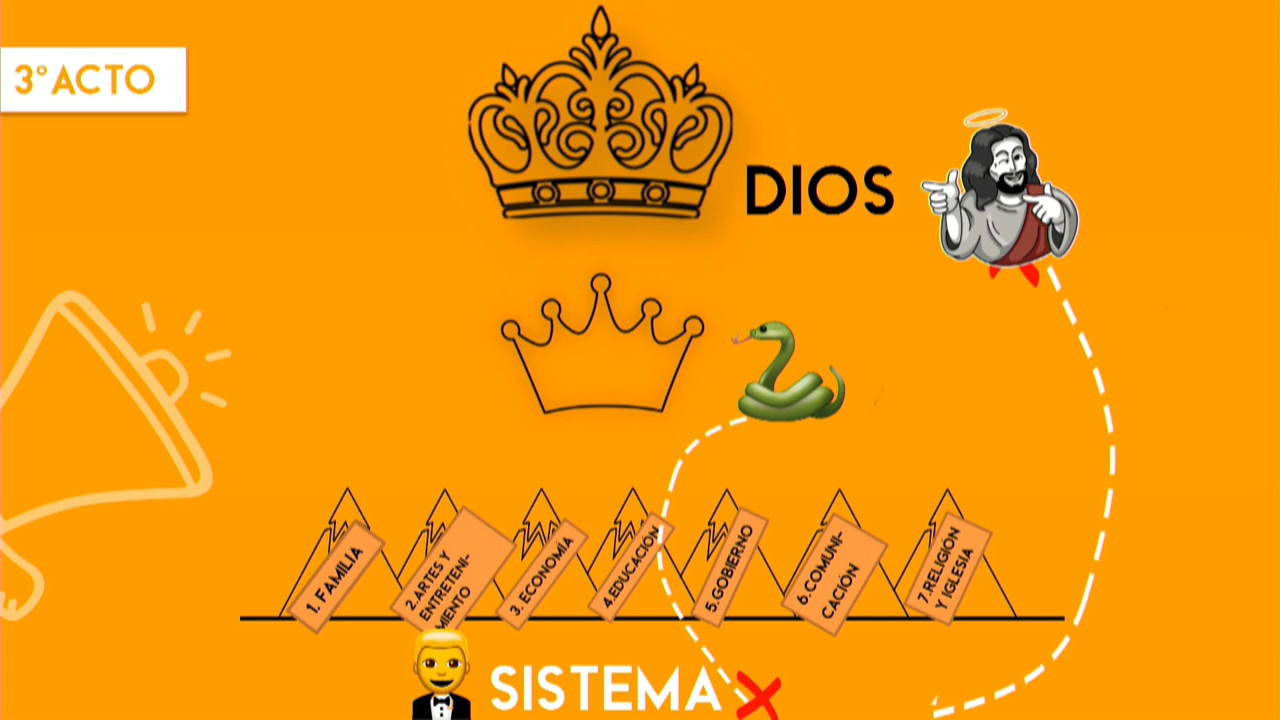 3° ACTO
DIOS
1. FAMILIA
2.ARTES Y
ENTRETENI-
MIENTO
3. ECONOMÍA
4.EDUCACIÓN
5.GOBIERNO
6.COMUNI-
CACIÓN
7.RELIGIÓN
Y IGLESIA
SISTEMA